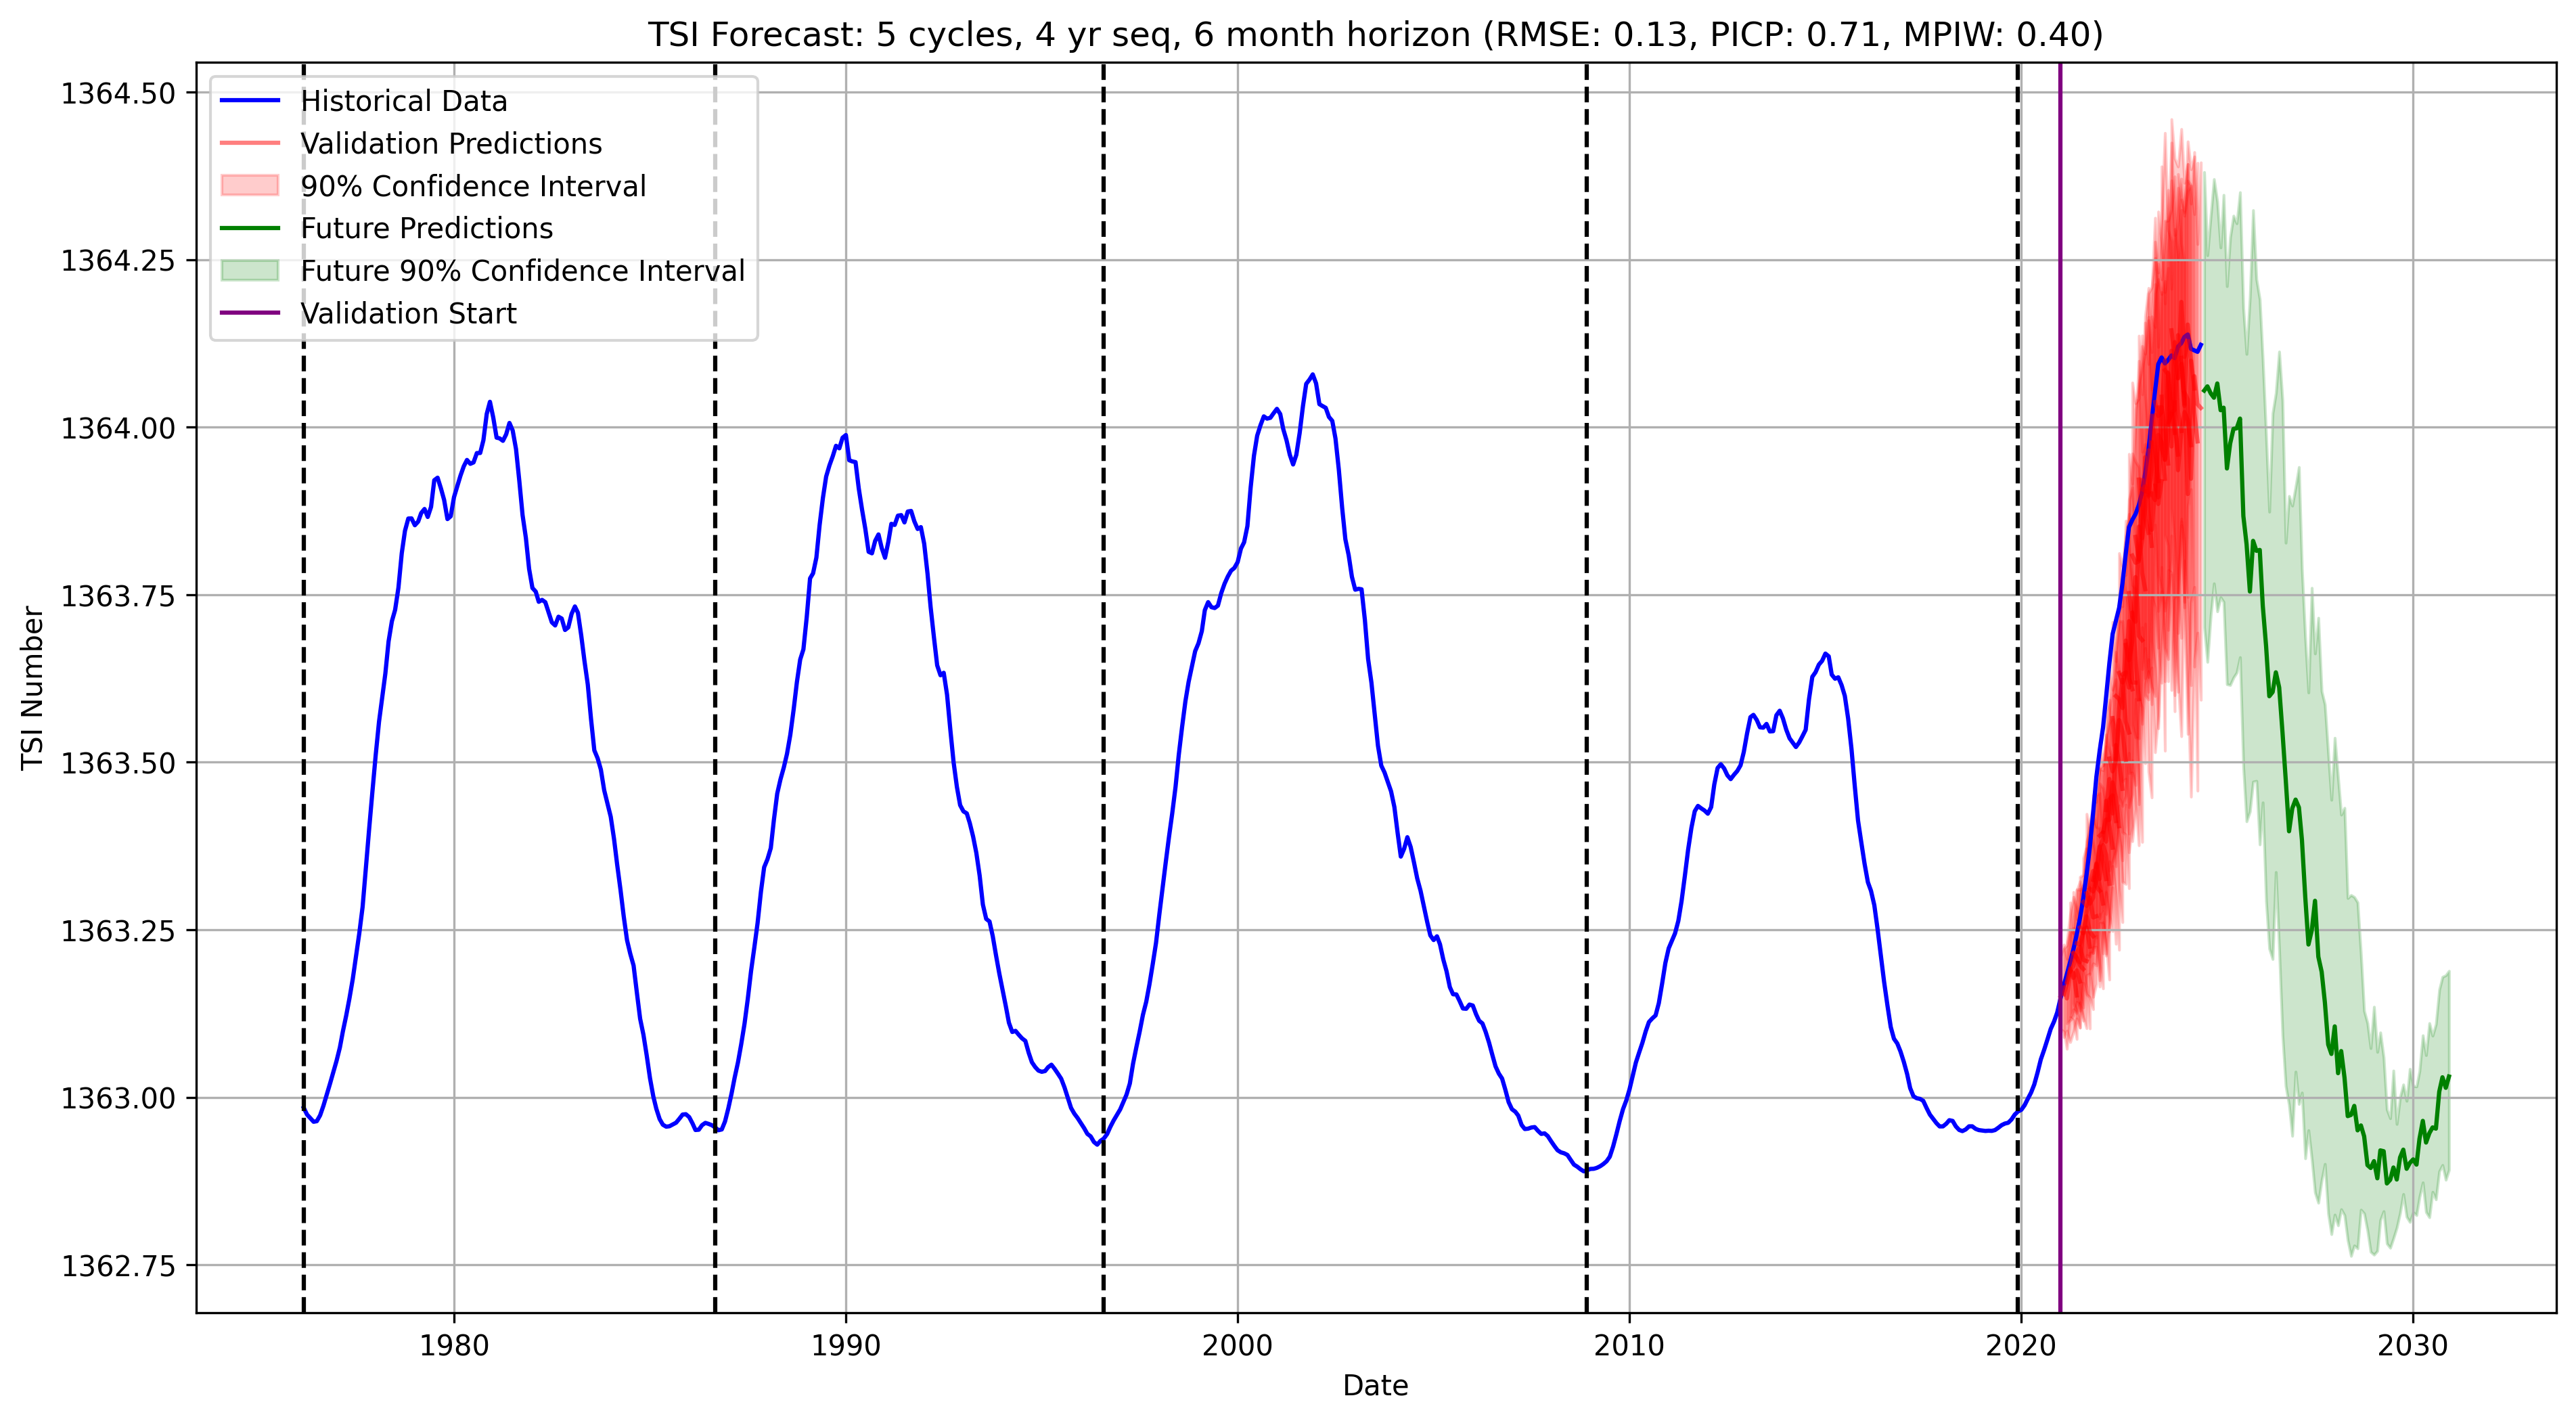 TSI Forecast: 5 cycles, 4 yr seq, 6 month horizon (RMSE: 0.13, PICP: 0.71, MPIW: 0.40)
Historical Data
Validation Predictions
90% Confidence Interval
Future Predictions
Future 90% Confidence Interval
Validation Start
TSI Number
1364.50
1364.25
1364.00
1363.75
1363.50
1363.25
1363.00
1362.75
1980
1990
2000
2010
2020
2030
Date